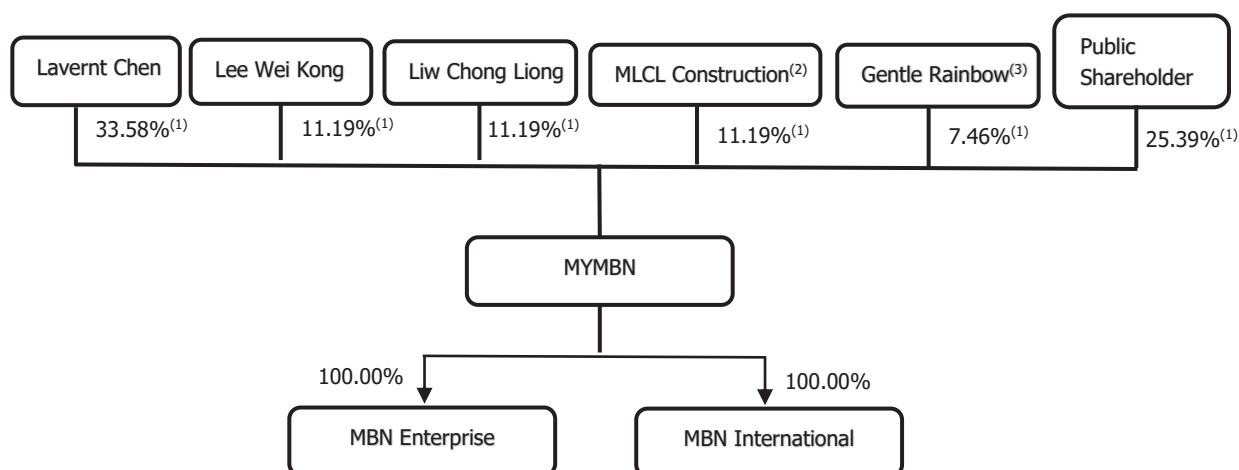 Lavernt Chen
Lee Wei Kong
Liw Chong Liong
MLCL Construction(2)
Gentle Rainbow(3)
Public
Shareholder
33.58%(1)
11.19%(1)
11.19%(1)
11.19%(1)
7.46%(1)
25.39%(1)
MYMBN
100.00%
100.00%
MBN Enterprise
MBN International